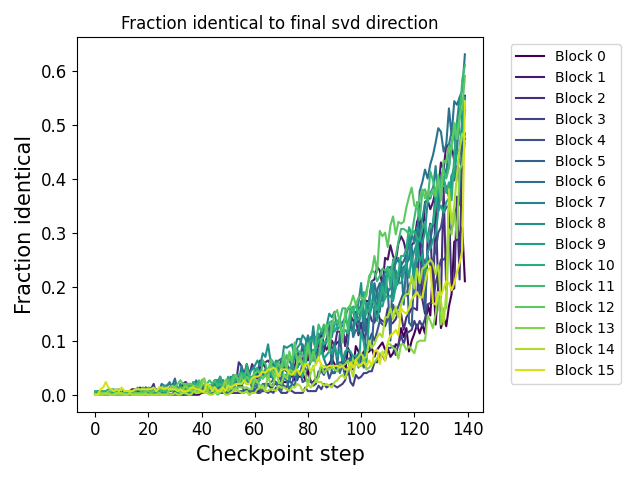 Fraction identical to final svd direction
Fraction identical
0.6
0.5
0.4
0.3
0.2
0.1
0.0
0 20 40 60 80 100 120 140
Checkpoint step
Block 0
Block 1
Block 2
Block 3
Block 4
Block 5
Block 6
Block 7
Block 8
Block 9
Block 10
Block 11
Block 12
Block 13
Block 14
Block 15